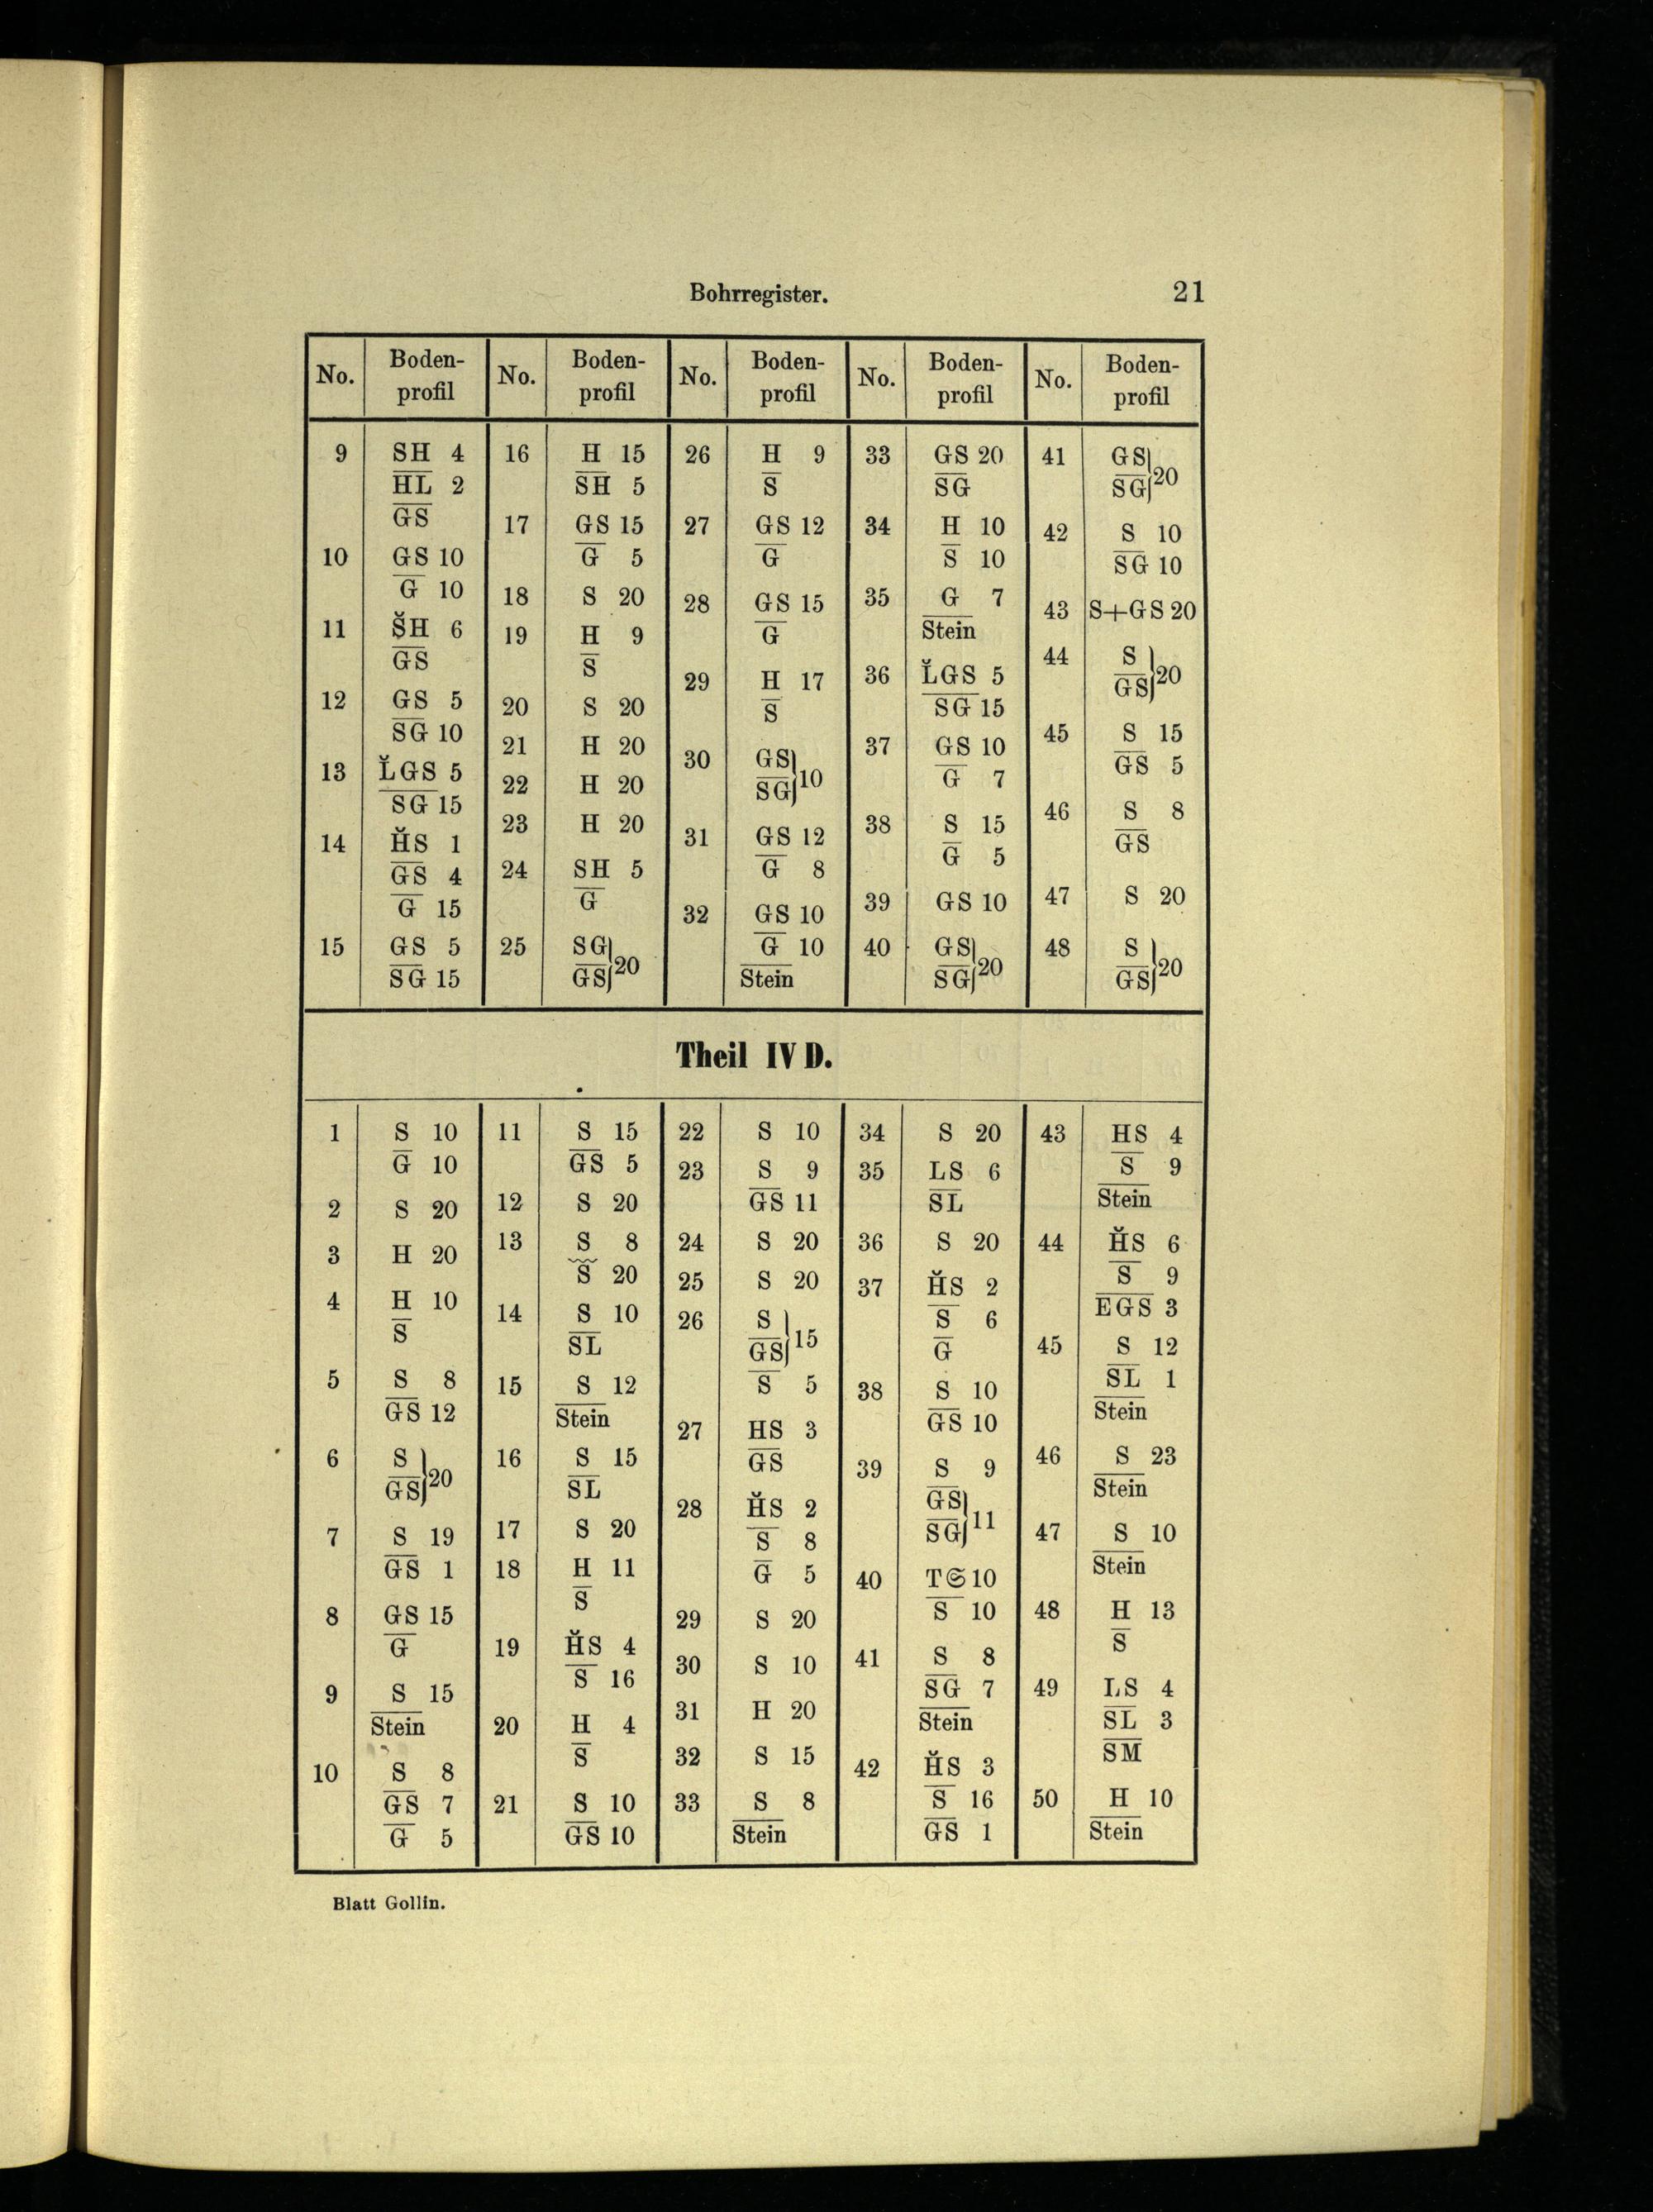 Bohrregister. 21
No. Boden-profil No. Boden-profil No. Boden-profil No. Boden-profil No. Boden-profil
9 SH 4
HL 2
GS
10 GS 10
G 10
11 S̆H 6
GS
12 GS 5
SG 10
13 L̆GS 5
SG 15
14 H̆S 1
GS 4
G 15
15 GS 5
SG 15
16 H 15
SH 5
17 GS 15
G 5
18 S 20
19 H 9
S
20 S 20
21 H 20
22 H 20
23 H 20
24 SH 5
G
25 SG
GS } 20
26 H 9
S
27 GS 12
G
28 GS 15
G
29 H 17
S
30 GS
SG } 10
31 GS 12
G 8
32 GS 10
G 10
Stein
33 GS 20
SG
34 H 10
S 10
35 G 7
Stein
36 L̆GS 5
SG 15
37 GS 10
G 7
38 S 15
G 5
39 GS 10
40 GS
SG } 20
41 GS
SG } 20
42 S 10
SG 10
43 S+GS 20
44 S
GS } 20
45 S 15
GS 5
46 S 8
GS
47 S 20
48 S
GS } 20
Theil IV D.
1 S 10
G 10
2 S 20
3 H 20
4 H 10
S
5 S 8
GS 12
6 S
GS } 20
7 S 19
GS 1
8 GS 15
G
9 S 15
Stein
10 S 8
GS 7
G 5
11 S 15
GS 5
12 S 20
13 S 8
S 20
14 S 10
SL
15 S 12
Stein
16 S 15
SL
17 S 20
18 H 11
S
19 H̆S 4
S 16
20 H 4
S
21 S 10
GS 10
22 S 10
23 S 9
GS 11
24 S 20
25 S 20
26 S
GS } 15
S 5
27 HS 3
GS
28 H̆S 2
S 8
G 5
29 S 20
30 S 10
31 H 20
32 S 15
33 S 8
Stein
34 S 20
35 LS 6
SL
36 S 20
37 H̆S 2
S 6
G
38 S 10
GS 10
39 S 9
GS
SG } 11
40 T𝔖 10
S 10
41 S 8
SG 7
Stein
42 H̆S 3
S 16
GS 1
43 HS 4
S 9
Stein
44 H̆S 6
S 9
EGS 3
45 S 12
SL 1
Stein
46 S 23
Stein
47 S 10
Stein
48 H 13
S
49 LS 4
SL 3
SM
50 H 10
Stein
Blatt Gollin.